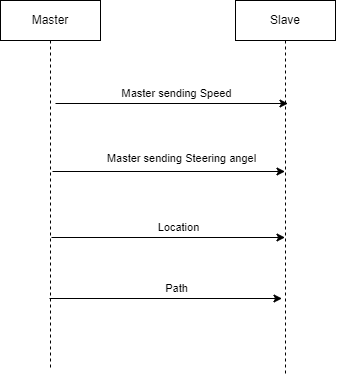 Master
Slave
Master sending Speed
Master sending Steering angel
Location
Path